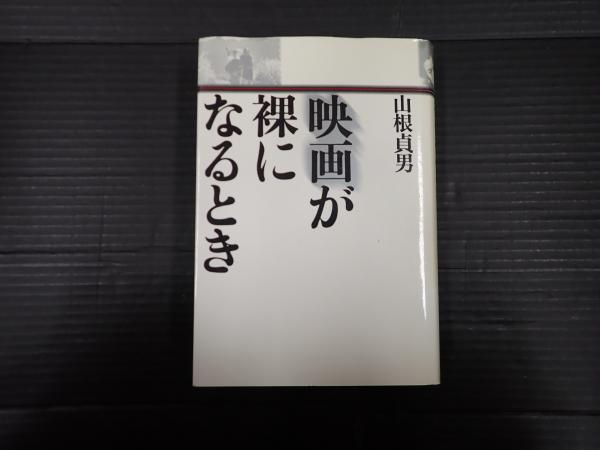 山根貞男
映画が
裸に
なるとき